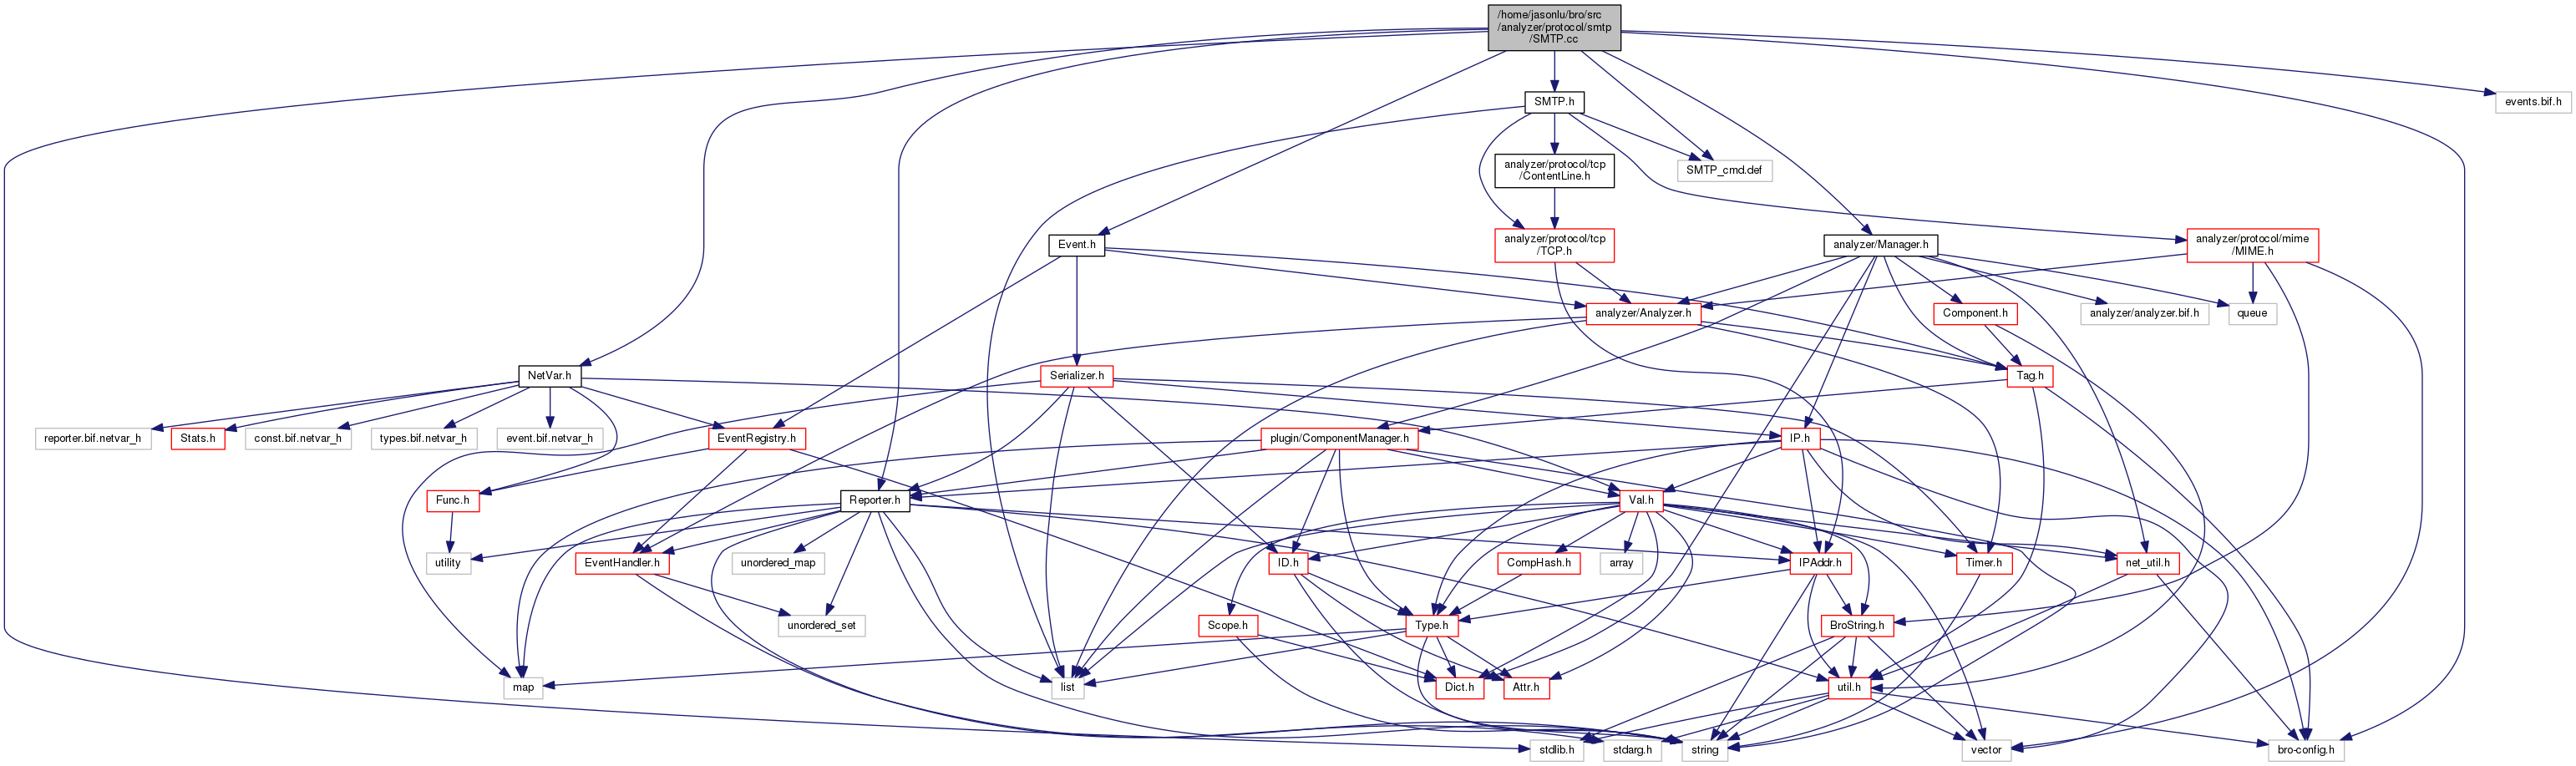 /home/jasonlu/bro/src
/analyzer/protocol/smtp
/SMTP.cc
events.bif.h
SMTP.h
analyzer/protocol/tcp
/ContentLine.h
SMTP_cmd.def
Event.h
analyzer/protocol/tcp
/TCP.h
analyzer/Manager.h
analyzer/protocol/mime
/MIME.h
analyzer/Analyzer.h
Component.h
analyzer/analyzer.bif.h
queue
NetVar.h
Serializer.h
Tag.h
reporter.bif.netvar_h
Stats.h
const.bif.netvar_h
types.bif.netvar_h
event.bif.netvar_h
EventRegistry.h
plugin/ComponentManager.h
IP.h
Func.h
Reporter.h
Val.h
utility
EventHandler.h
unordered_map
ID.h
CompHash.h
array
IPAddr.h
Timer.h
net_util.h
unordered_set
Scope.h
Type.h
BroString.h
map
list
Dict.h
Attr.h
util.h
stdlib.h
stdarg.h
string
vector
bro-config.h